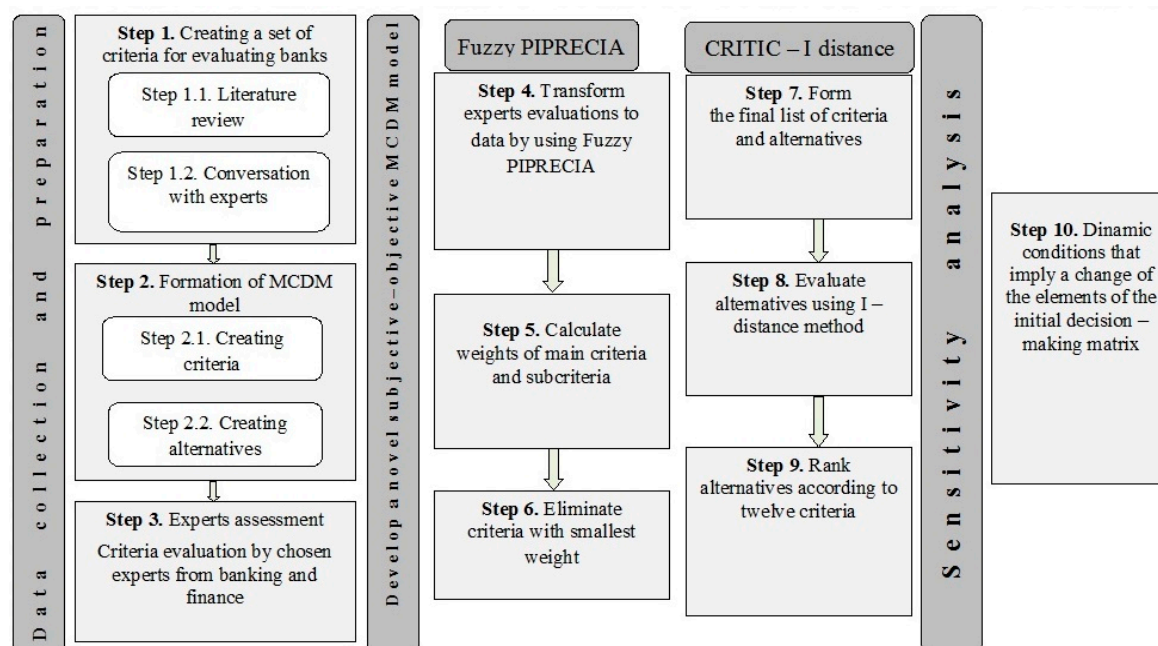 Data collection and preparation
Step 1. Creating a set of
criteria for evaluating banks
Step 1.1. Literature
review
Step 1.2. Conversation
with experts
Step 2. Formation of MCDM
model
Step 2.1. Creating
criteria
Step 2.2. Creating
alternatives
Step 3. Experts assessment
Criteria evaluation by chosen
experts from banking and
finance
Develop a novel subjective–objective MCDM model
Fuzzy PIPRECIA
Step 4. Transform
experts evaluations to
data by using Fuzzy
PIPRECIA
Step 5. Calculate
weights of main criteria
and subcriteria
Step 6. Eliminate
criteria with smallest
weight
CRITIC – I distance
Step 7. Form
the final list of criteria
and alternatives
Step 8. Evaluate
alternatives using I –
distance method
Step 9. Rank
alternatives according to
twelve criteria
Sensitivity analysis
Step 10. Dinamic
conditions that
imply a change of
the elements of the
initial decision –
making matrix